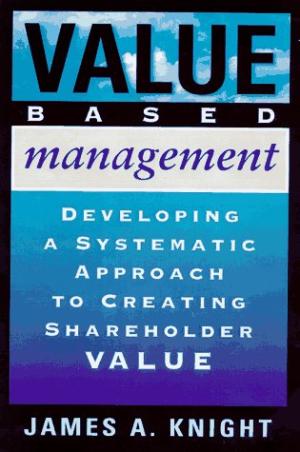 VALUE
BASED
management
DEVELOPING
A SYSTEMATIC
APPROACH
TO CREATING
SHAREHOLDER
VALUE
JAMES A. KNIGHT